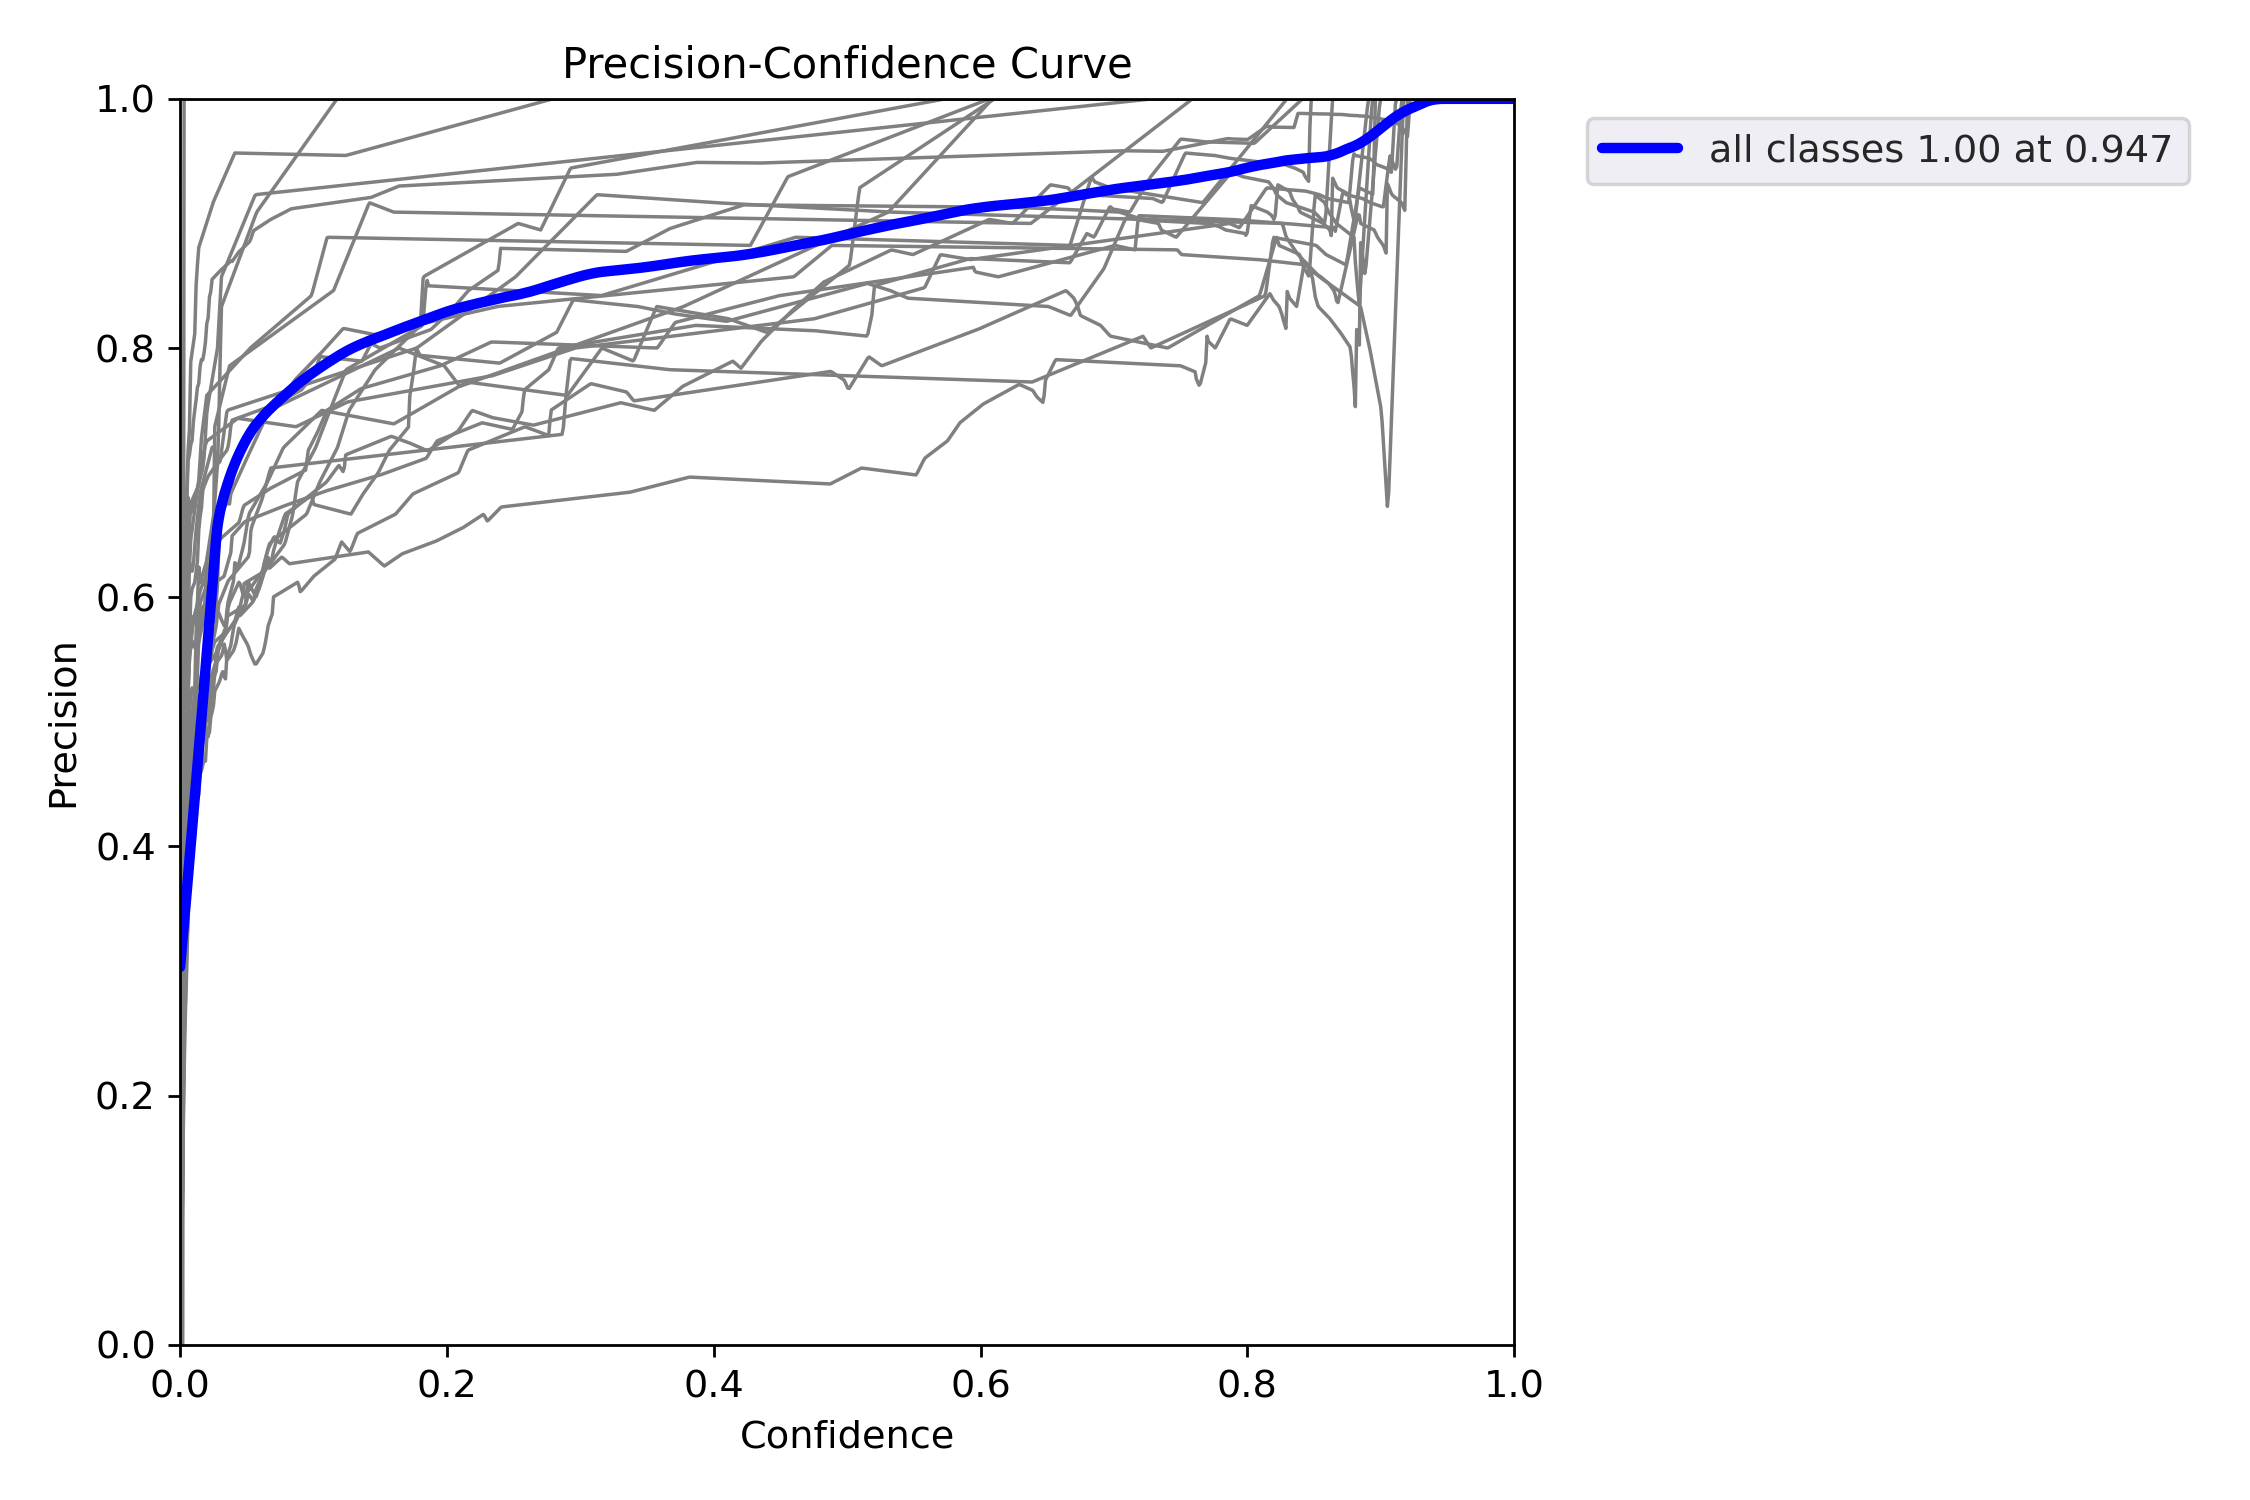 Precision-Confidence Curve
all classes 1.00 at 0.947
Precision
1.0
0.8
0.6
0.4
0.2
0.0
0.0 0.2 0.4 0.6 0.8 1.0
Confidence